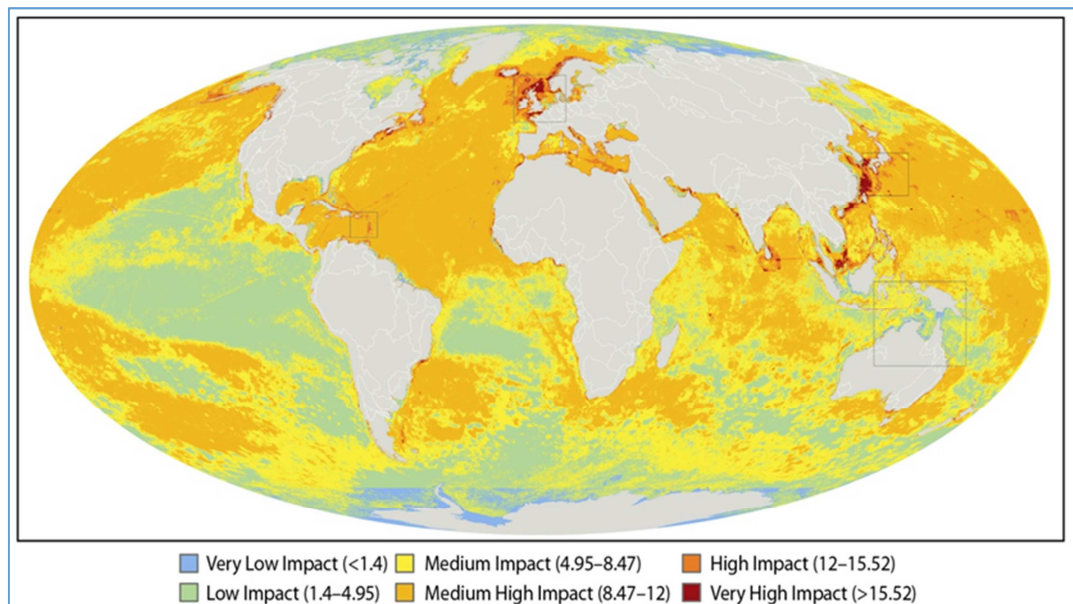 Very Low Impact (<1.4) Medium Impact (4.95–8.47) High Impact (12–15.52)
Low Impact (1.4–4.95) Medium High Impact (8.47–12) Very High Impact (>15.52)